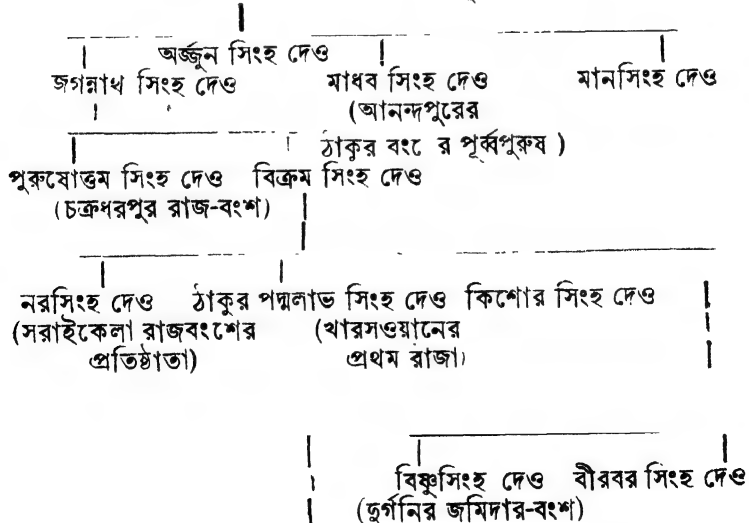 অর্জ্জুন সিংহ দেও
জগন্নাথ সিংহ দেও মাধব সিংহ দেও মানসিংহ দেও
(আনন্দপুরের
ঠাকুর বংে র পূর্ব্বপুরুষ )
পুরুষোত্তম সিংহ দেও বিক্রম সিংহ দেও
(চক্রধরপুর রাজ-বংশ)
নরসিংহ দেও ঠাকুর পদ্মলাভ সিংহ দেও কিশোর সিংহ দেও
(সরাইকেলা রাজবংশের (খারসওয়ানের
প্রতিষ্ঠাতা) প্রথম রাজা)
বিষ্ণুসিংহ দেও বীরবর সিংহ দেও
(দুর্গনির জমিদার-বংশ)